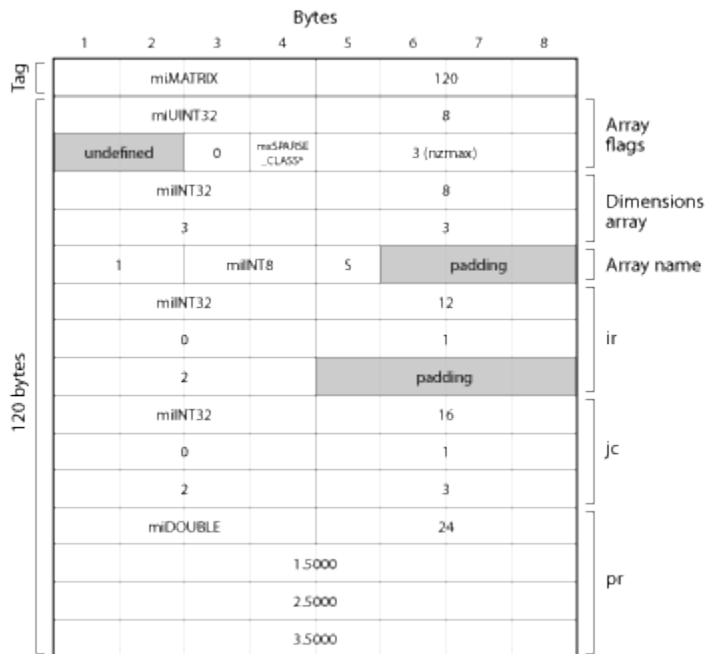 Bytes
1 2 3 4 5 6 7 8
Tag
miMATRIX 120
miUINT32 8
Array flags
undefined 0 mxSPARSE _CLASS* 3 (nzmax)
miINT32 8
Dimensions array
3 3
1 miINT8 S padding Array name
miINT32 12
0 1 ir
2 padding
120 bytes
miINT32 16
0 1 jc
2 3
miDOUBLE 24
1.5000
2.5000 pr
3.5000